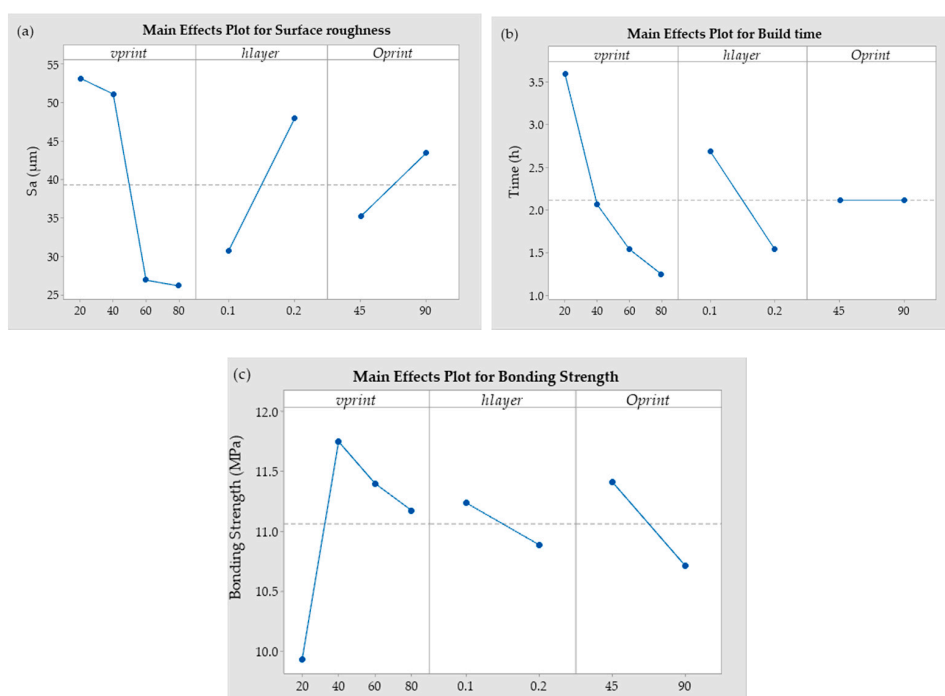 (a)
Main Effects Plot for Surface roughness
vprint hlayer Oprint
Sa (µm)
55
50
45
40
35
30
25
20 40 60 80 0.1 0.2 45 90
(b)
Main Effects Plot for Build time
vprint hlayer Oprint
Time (h)
3.5
3.0
2.5
2.0
1.5
1.0
20 40 60 80 0.1 0.2 45 90
(c)
Main Effects Plot for Bonding Strength
vprint hlayer Oprint
Bonding Strength (MPa)
12.0
11.5
11.0
10.5
10.0
20 40 60 80 0.1 0.2 45 90